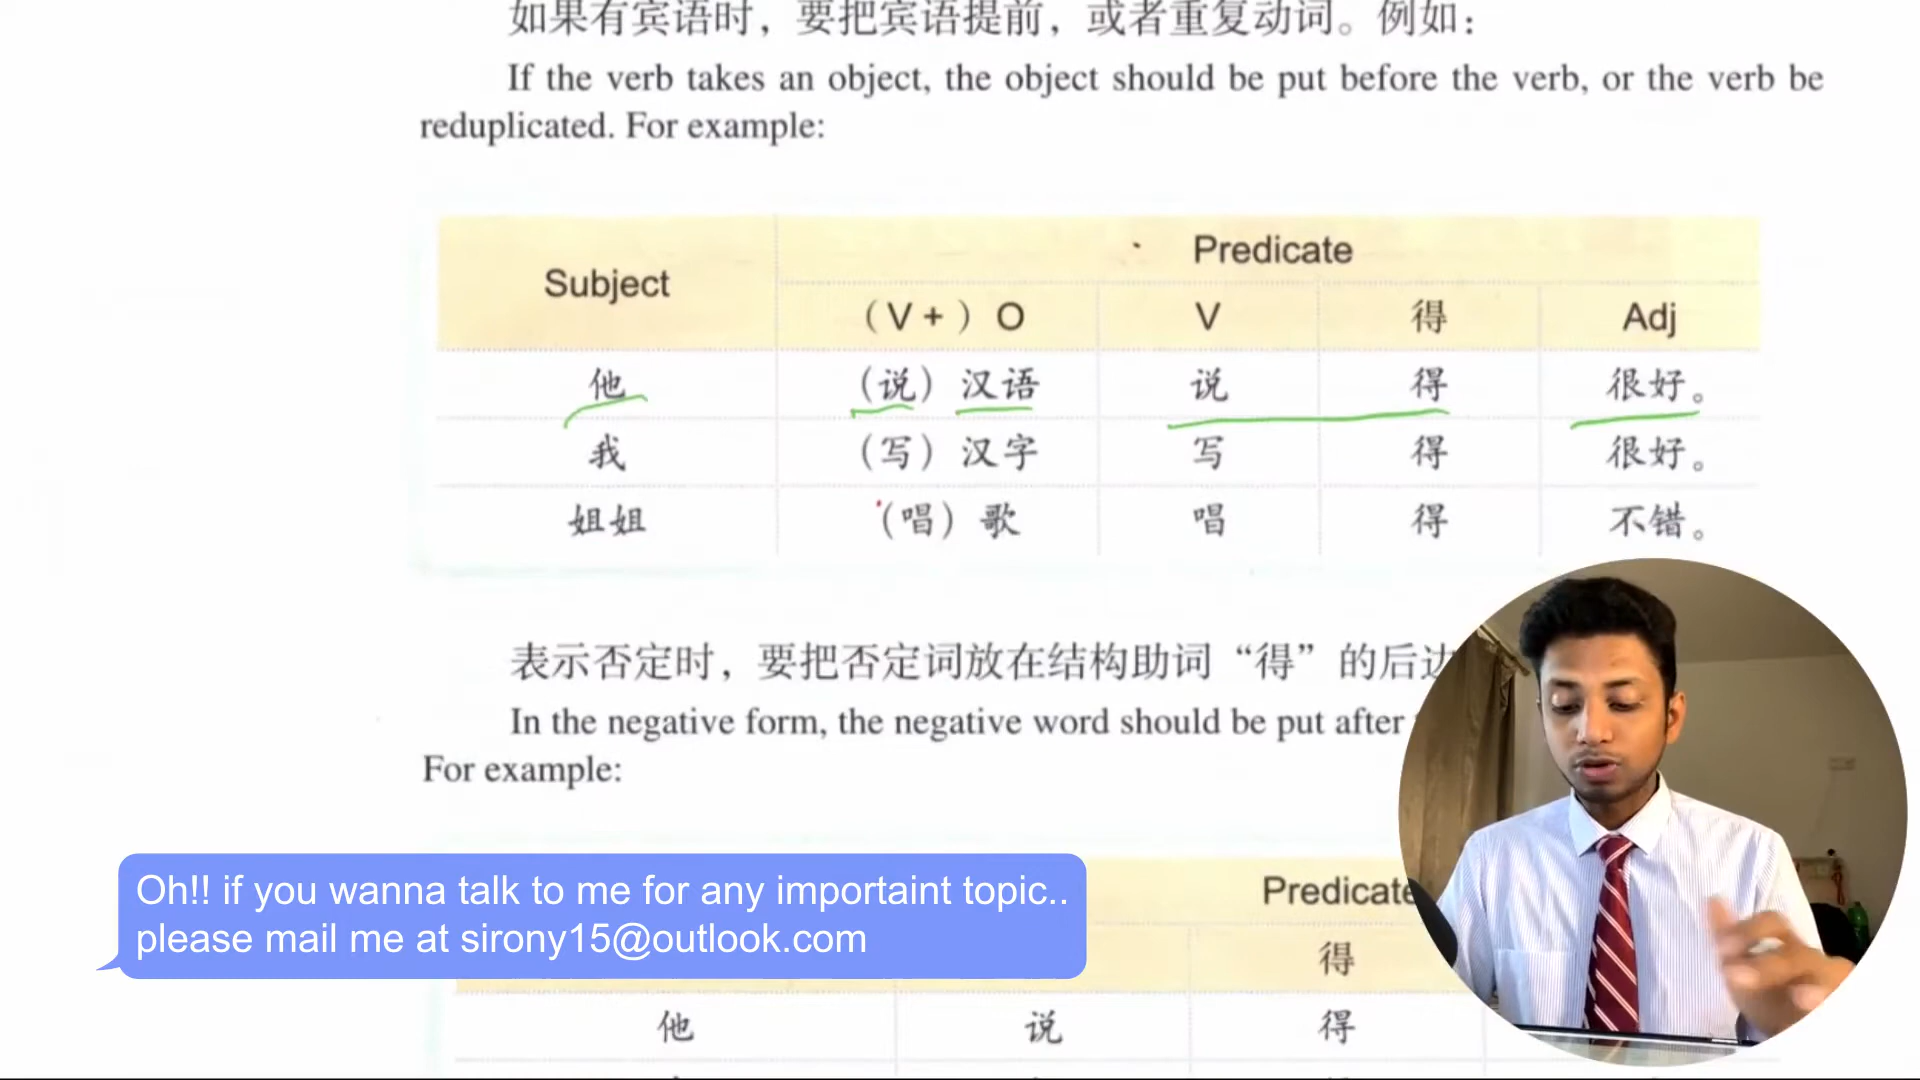 如果有宾语时，要把宾语提前，或者重复动词。例如：
If the verb takes an object, the object should be put before the verb, or the verb be
reduplicated. For example:
Subject
Predicate
（V + ）O
V
得
Adj
他
（说）汉语
说
得
很好。
我
（写）汉字
写
得
很好。
姐姐
（唱）歌
唱
得
不错。
表示否定时，要把否定词放在结构助词“得”的后边
In the negative form, the negative word should be put after
For example:
Oh!! if you wanna talk to me for any importaint topic..
please mail me at sirony15@outlook.com
Predicate
得
他
说
得